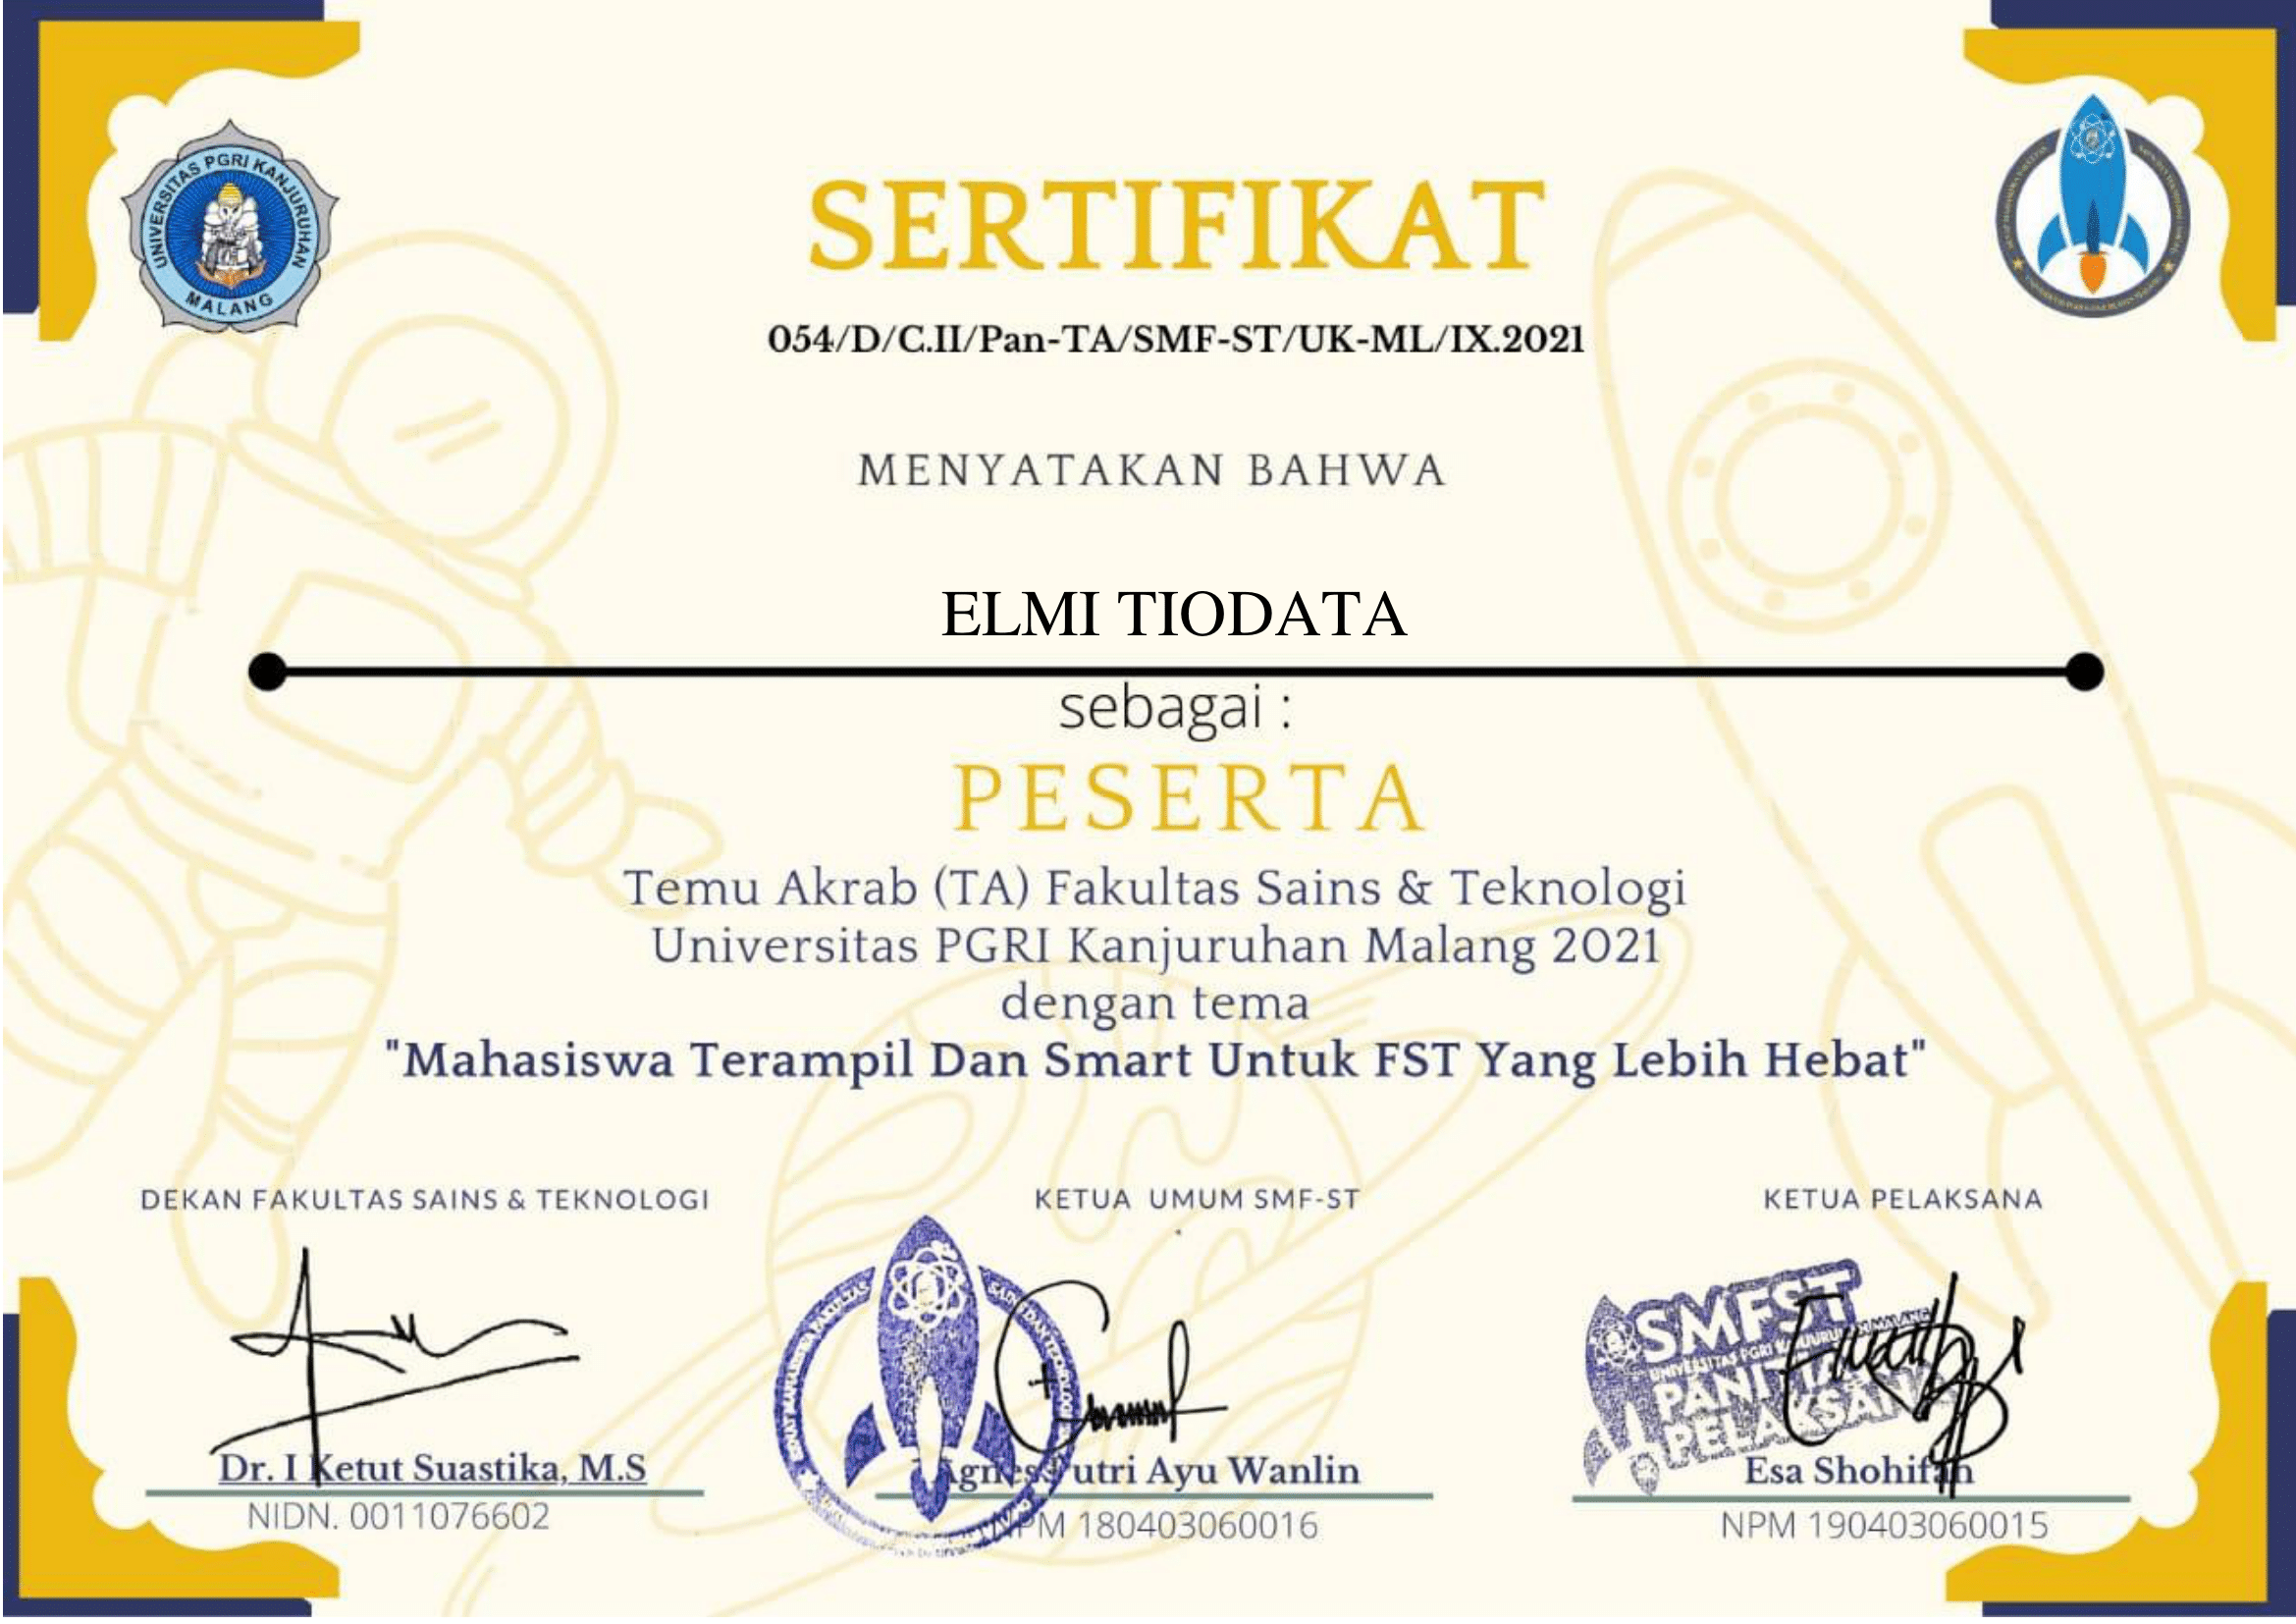 UNIVERSITAS PGRI KANJURUHAN
MALANG
SERTIFIKAT
054/D/C.II/Pan-TA/SMF-ST/UK-ML/IX.2021
MENYATAKAN BAHWA
ELMI TIODATA
sebagai :
PESERTA
Temu Akrab (TA) Fakultas Sains & Teknologi
Universitas PGRI Kanjuruhan Malang 2021
dengan tema
"Mahasiswa Terampil Dan Smart Untuk FST Yang Lebih Hebat"
DEKAN FAKULTAS SAINS & TEKNOLOGI
KETUA UMUM SMF-ST
KETUA PELAKSANA
SMFST
UNIVERSITAS PGRI KANJURUHAN MALANG
PANITIA
PELAKSANA
Dr. I Ketut Suastika, M.S
Agnes Putri Ayu Wanlin
Esa Shohifan
NIDN. 0011076602
NPM 180403060016
NPM 190403060015